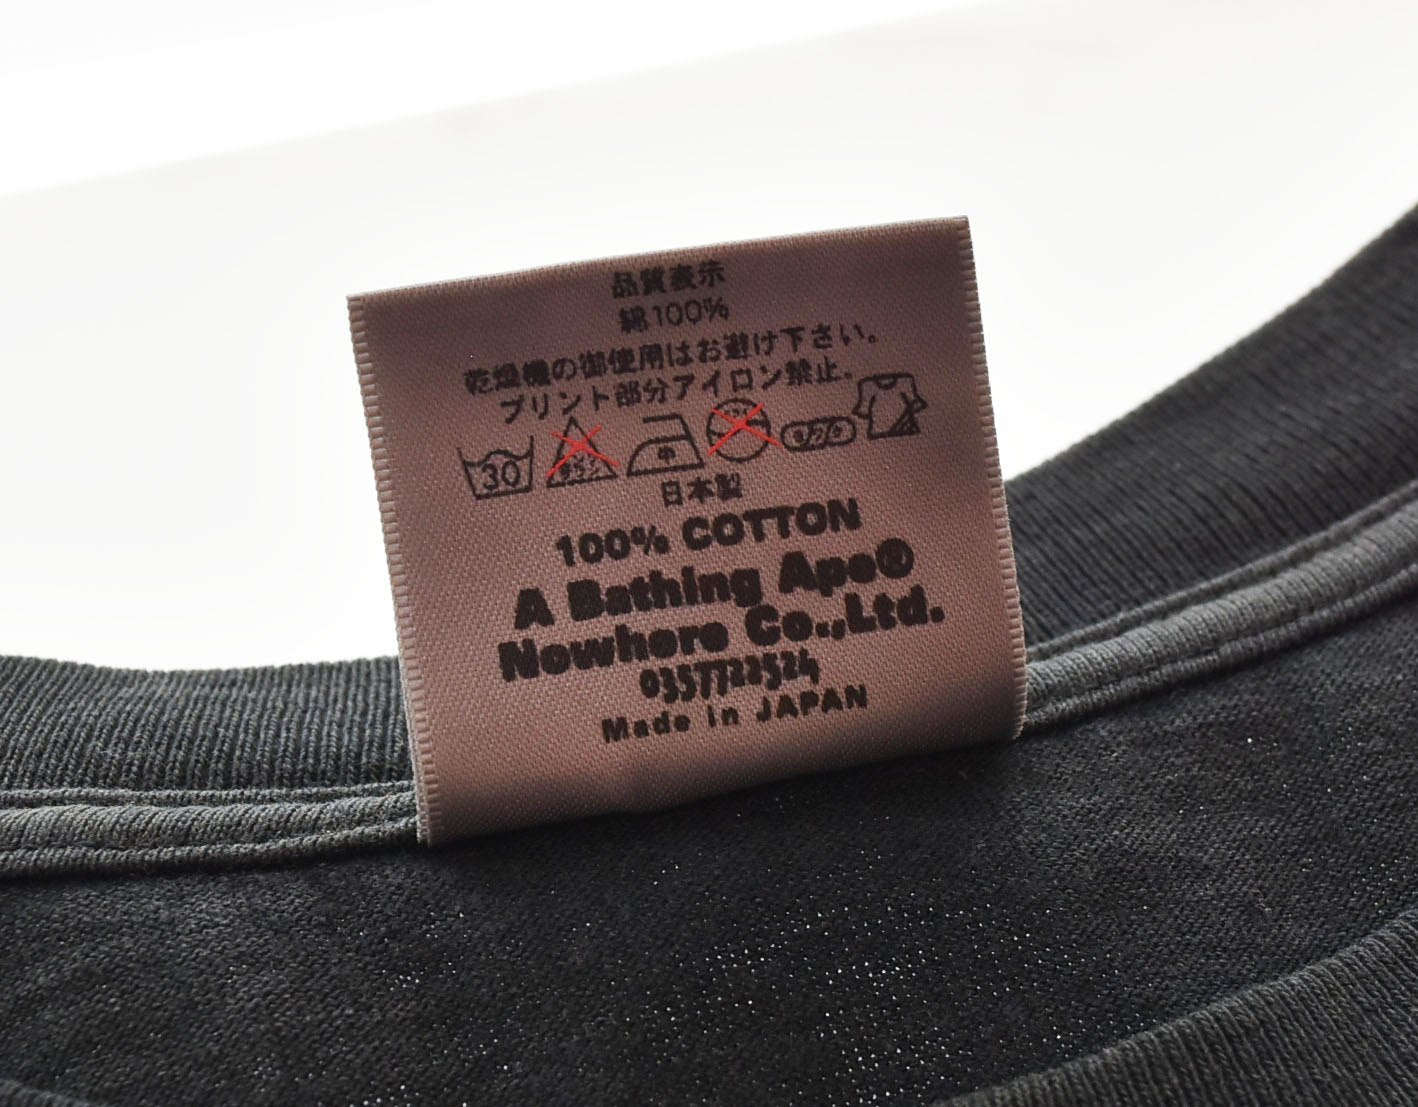 品質表示
綿100%
乾燥機の御使用はお避け下さい。
プリント部分アイロン禁止。
30 中
日本製
100% COTTON
A Bathing Ape®
Nowhere Co.,Ltd.
0357722524
Made in JAPAN